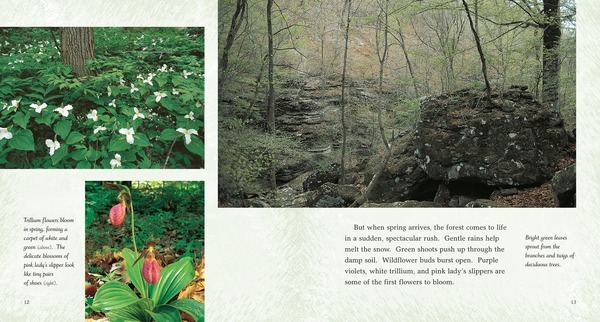 Trillium flowers bloom
in spring, forming a
carpet of white and
green (above). The
delicate blossoms of
pink lady's slipper look
like tiny pairs
of shoes (right).
12
But when spring arrives, the forest comes to life
in a sudden, spectacular rush. Gentle rains help
melt the snow. Green shoots push up through the
damp soil. Wildflower buds burst open. Purple
violets, white trillium, and pink lady's slippers are
some of the first flowers to bloom.
Bright green leaves
sprout from the
branches and twigs of
deciduous trees.
13